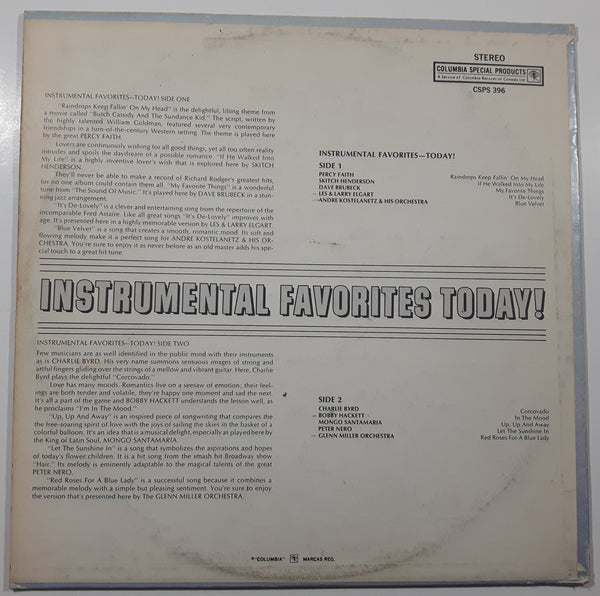 STEREO
COLUMBIA SPECIAL PRODUCTS
A Service of Columbia Records of Canada Ltd
CSPS 396
INSTRUMENTAL FAVORITES—TODAY! SIDE ONE
"Raindrops Keep Fallin' On My Head" is the delightful, lilting theme from
a movie called "Butch Cassidy And The Sundance Kid." The script, written by
the highly talented William Goldman, featured several very contemporary
friendships in a turn-of-the-century Western setting. The theme is played here
by the great PERCY FAITH.
Lovers are continuously wishing for all good things, yet all too often reality
intrudes and spoils the daydream of a possible romance. "If He Walked Into
My Life" is a highly inventive lover's wish that is explored here by SKITCH
HENDERSON.
They'll never be able to make a record of Richard Rodger's greatest hits,
for no one album could contain them all. "My Favorite Things" is a wonderful
tune from "The Sound Of Music". It's played here by DAVE BRUBECK in a stun-
ning jazz arrangement.
"It's De-Lovely" is a clever and entertaining song from the repertoire of the
incomparable Fred Astaire. Like all great songs "It's De-Lovely" improves with
age. It's presented here in a highly memorable version by LES & LARRY ELGART.
"Blue Velvet" is a song that creates a smooth, romantic mood. Its soft and
flowing melody make it a perfect song for ANDRE KOSTELANETZ & HIS OR-
CHESTRA. You're sure to enjoy it as never before as an old master adds his spe-
cial touch to a great hit tune.
INSTRUMENTAL FAVORITES—TODAY!
SIDE 1
PERCY FAITH Raindrops Keep Fallin' On My Head
SKITCH HENDERSON If He Walked Into My Life
DAVE BRUBECK My Favorite Things
LES & LARRY ELGART It's De-Lovely
ANDRE KOSTELANETZ & HIS ORCHESTRA Blue Velvet
INSTRUMENTAL FAVORITES TODAY!
INSTRUMENTAL FAVORITES—TODAY! SIDE TWO
Few musicians are as well identified in the public mind with their instruments
as is CHARLIE BYRD. His very name summons sentuous images of strong and
artful fingers gliding over the strings of a mellow and vibrant guitar. Here, Charlie
Byrd plays the delightful "Corcovado."
Love has many moods. Romantics live on a seesaw of emotion; their feel-
ings are both tender and volatile, they're happy one moment and sad the next.
It's all a part of the game and BOBBY HACKETT understands the lesson well, as
he proclaims "I'm In The Mood."
"Up, Up And Away" is an inspired piece of songwriting that compares the
the free-soaring spirit of love with the joys of sailing the skies in the basket of a
colorful balloon. It's an idea that is a musical delight, especially as played here by
the King of Latin Soul, MONGO SANTAMARIA.
"Let The Sunshine In" is a song that symbolizes the aspirations and hopes
of today's flower children. It is a hit song from the smash hit Broadway show
"Hair." Its melody is eminently adaptable to the magical talents of the great
PETER NERO.
"Red Roses For A Blue Lady" is a successful song because it combines a
memorable melody with a simple but pleasing sentiment. You're sure to enjoy
the version that's presented here by The GLENN MILLER ORCHESTRA.
SIDE 2
CHARLIE BYRD Corcovado
BOBBY HACKETT In The Mood
MONGO SANTAMARIA Up, Up And Away
PETER NERO Let The Sunshine In
GLENN MILLER ORCHESTRA Red Roses For A Blue Lady
"COLUMBIA" MARCAS REG.